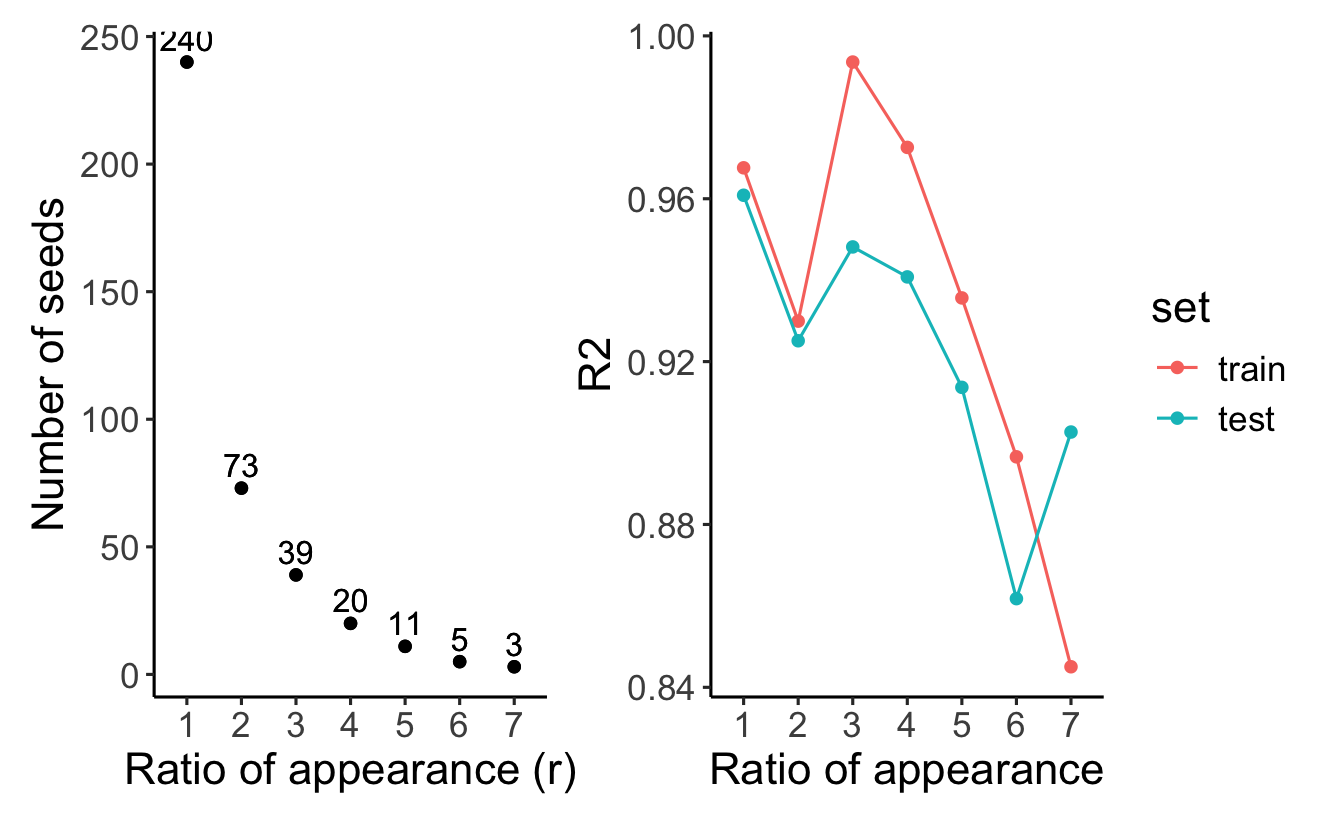 250
200
150
100
50
0
Number of seeds
240
73
39
20
11
5
3
1 2 3 4 5 6 7
Ratio of appearance (r)
1.00
0.96
0.92
0.88
0.84
R2
1 2 3 4 5 6 7
Ratio of appearance
set
train
test